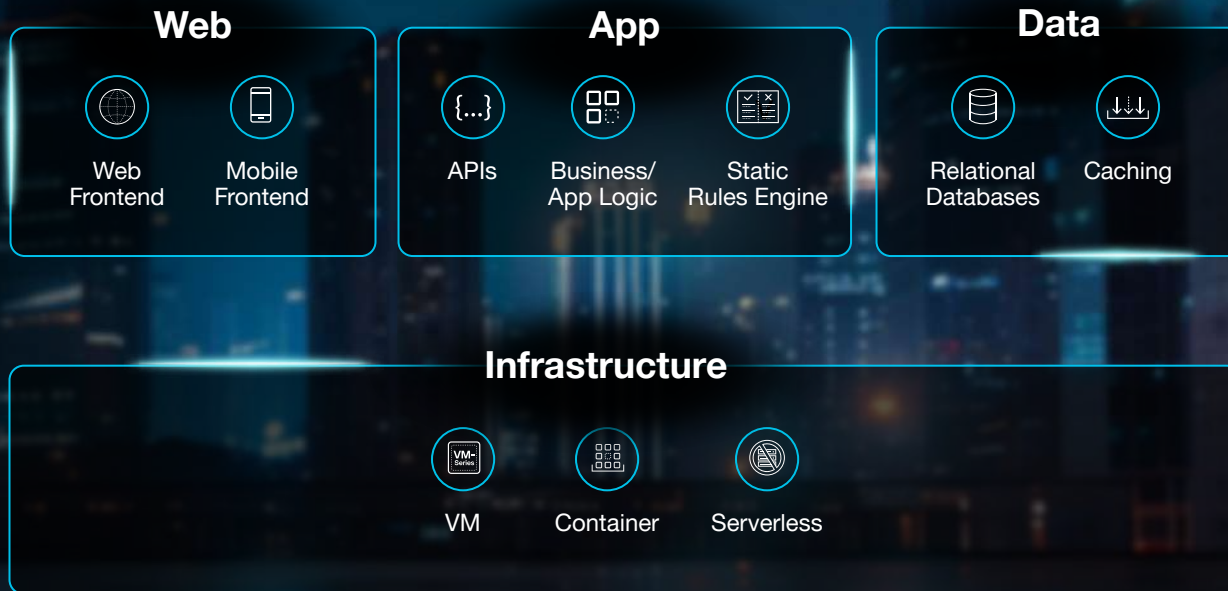 Web
App
Data
{...}
Web
Frontend
Mobile
Frontend
APIs
Business/
App Logic
Static
Rules Engine
Relational
Databases
Caching
Infrastructure
VM-
Series
VM
Container
Serverless